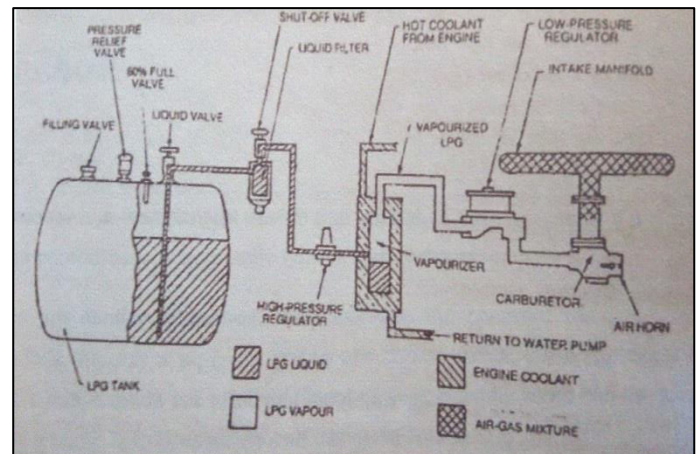 PRESSURE
RELIEF
VALVE
80% FULL
VALVE
LIQUID VALVE
FILLING VALVE
SHUT-OFF VALVE
LIQUID FILTER
HOT COOLANT
FROM ENGINE
LOW-PRESSURE
REGULATOR
INTAKE MANIFOLD
VAPOURIZED
LPG
VAPOURIZER
HIGH-PRESSURE
REGULATOR
CARBURETOR
AIR HORN
RETURN TO WATER PUMP
LPG TANK
LPG LIQUID
LPG VAPOUR
ENGINE COOLANT
AIR-GAS MIXTURE